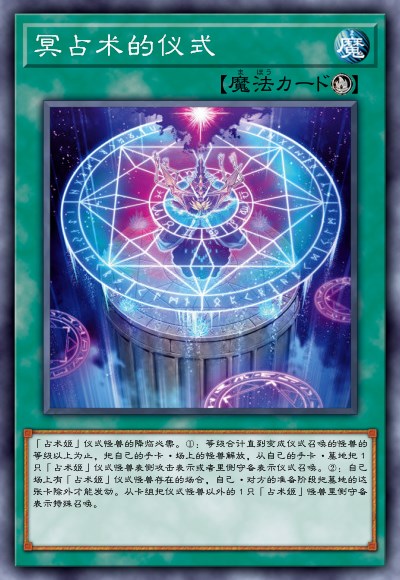 冥占术的仪式
魔
【魔法カード】
まほう
「占术姬」仪式怪兽的降临必需。①：等级合计直到变成仪式召唤的怪兽的
等级以上为止，把自己的手卡·场上的怪兽解放，从自己的手卡·墓地把1
只「占术姬」仪式怪兽表侧攻击表示或者里侧守备表示仪式召唤。②：自己
场上有「占术姬」仪式怪兽存在的场合，自己·对方的准备阶段把墓地的这
张卡除外才能发动。从卡组把仪式怪兽以外的1只「占术姬」怪兽里侧守备
表示特殊召唤。